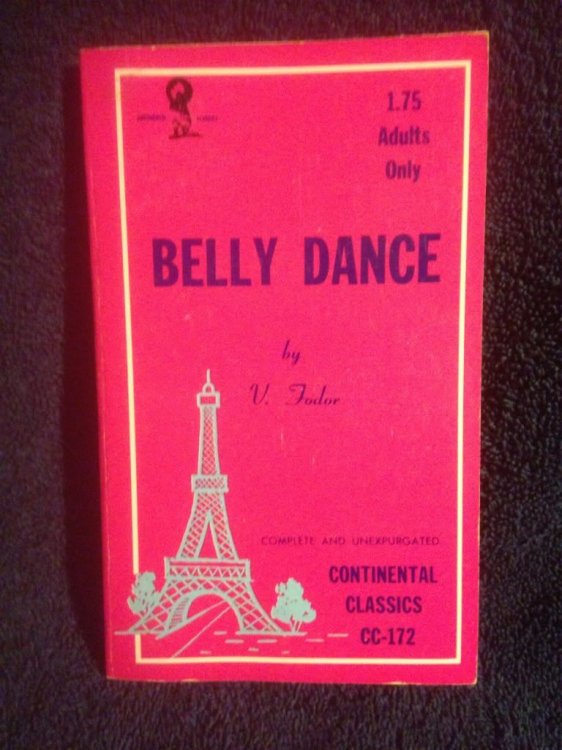 1.75
Adults
Only
BELLY DANCE
by
V. Fodor
COMPLETE AND UNEXPURGATED
CONTINENTAL
CLASSICS
CC-172